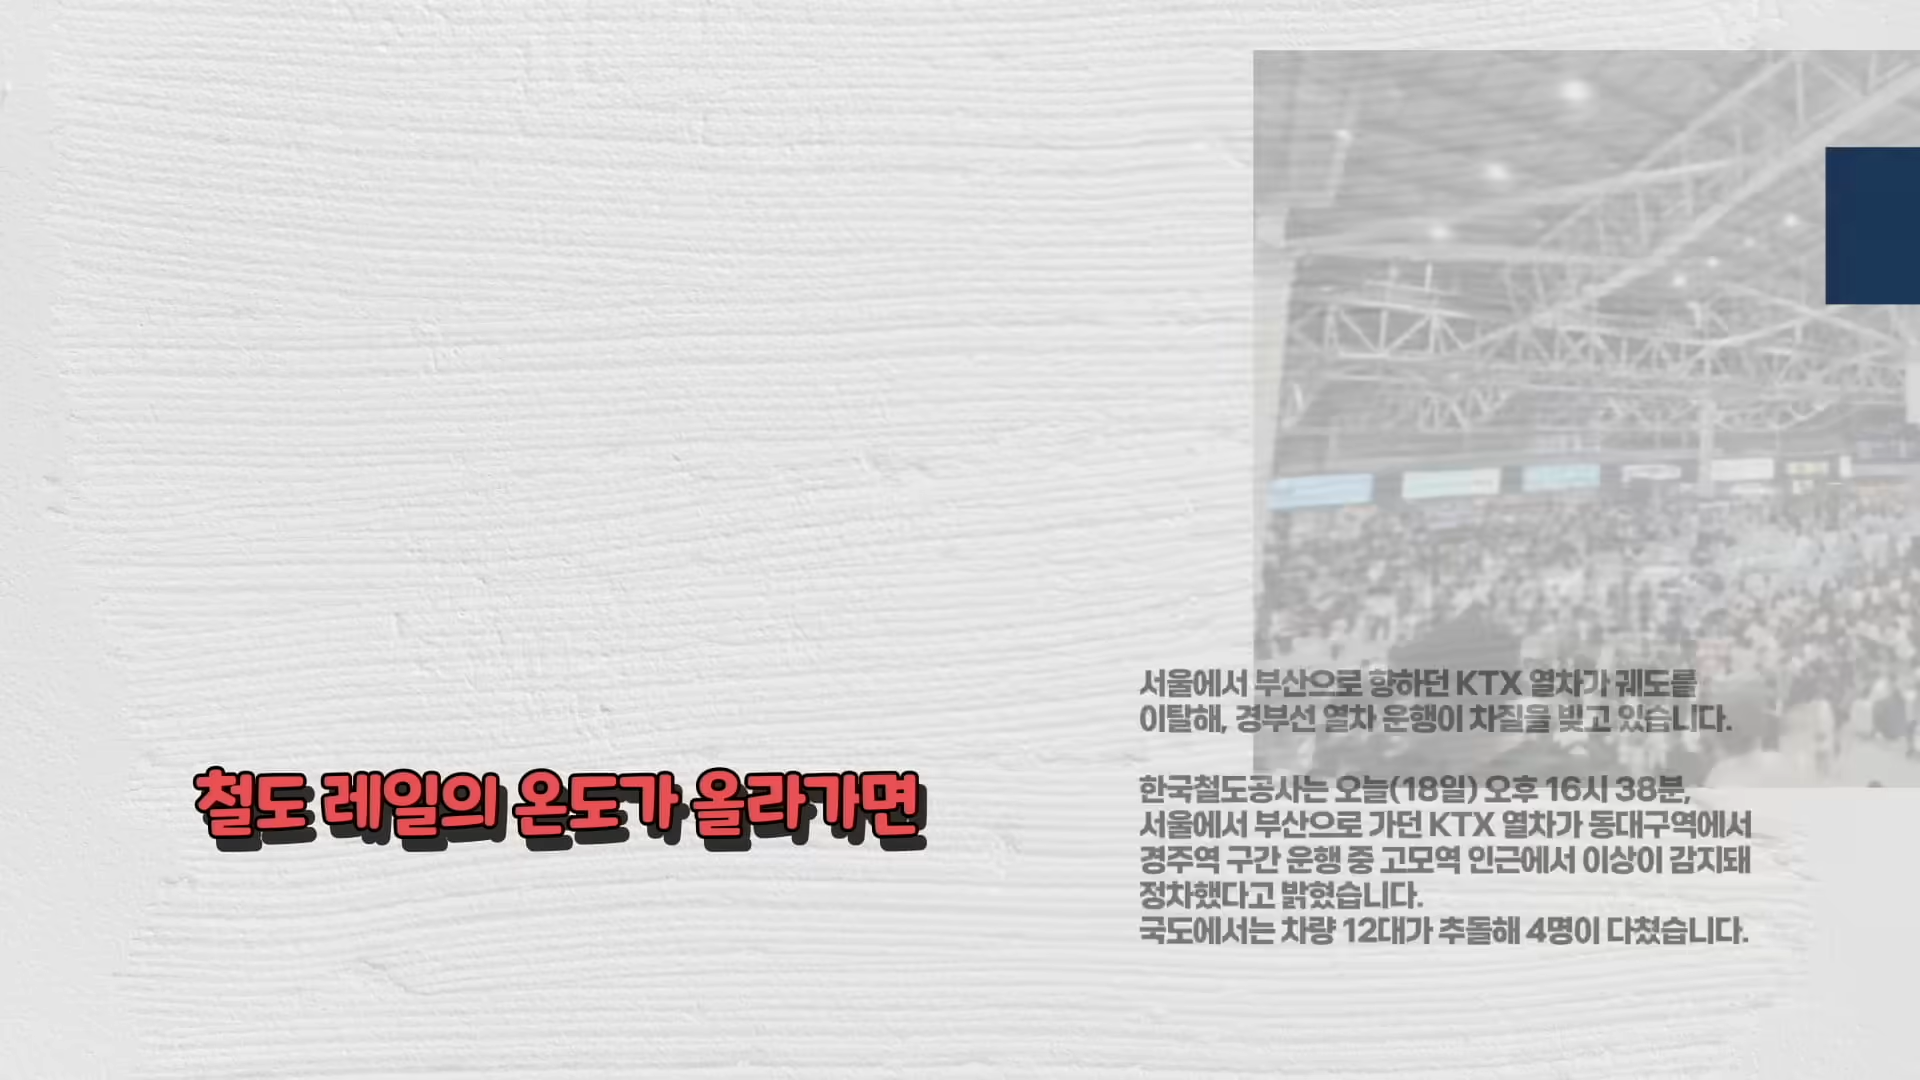 철도 레일의 온도가 올라가면
서울에서 부산으로 향하던 KTX 열차가 궤도를
이탈해, 경부선 열차 운행이 차질을 빚고 있습니다.
한국철도공사는 오늘(18일) 오후 16시 38분,
서울에서 부산으로 가던 KTX 열차가 동대구역에서
경주역 구간 운행 중 고모역 인근에서 이상이 감지돼
정차했다고 밝혔습니다.
국도에서는 차량 12대가 추돌해 4명이 다쳤습니다.